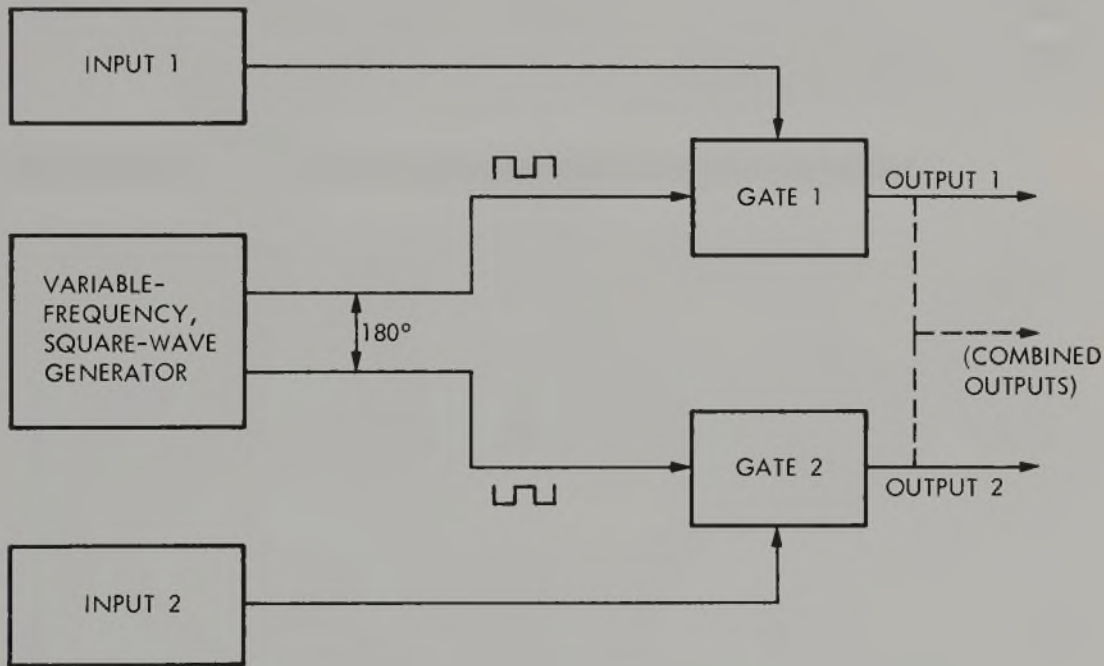 INPUT 1
GATE 1
OUTPUT 1
VARIABLE-
FREQUENCY,
SQUARE-WAVE
GENERATOR
180°
(COMBINED
OUTPUTS)
GATE 2
OUTPUT 2
INPUT 2